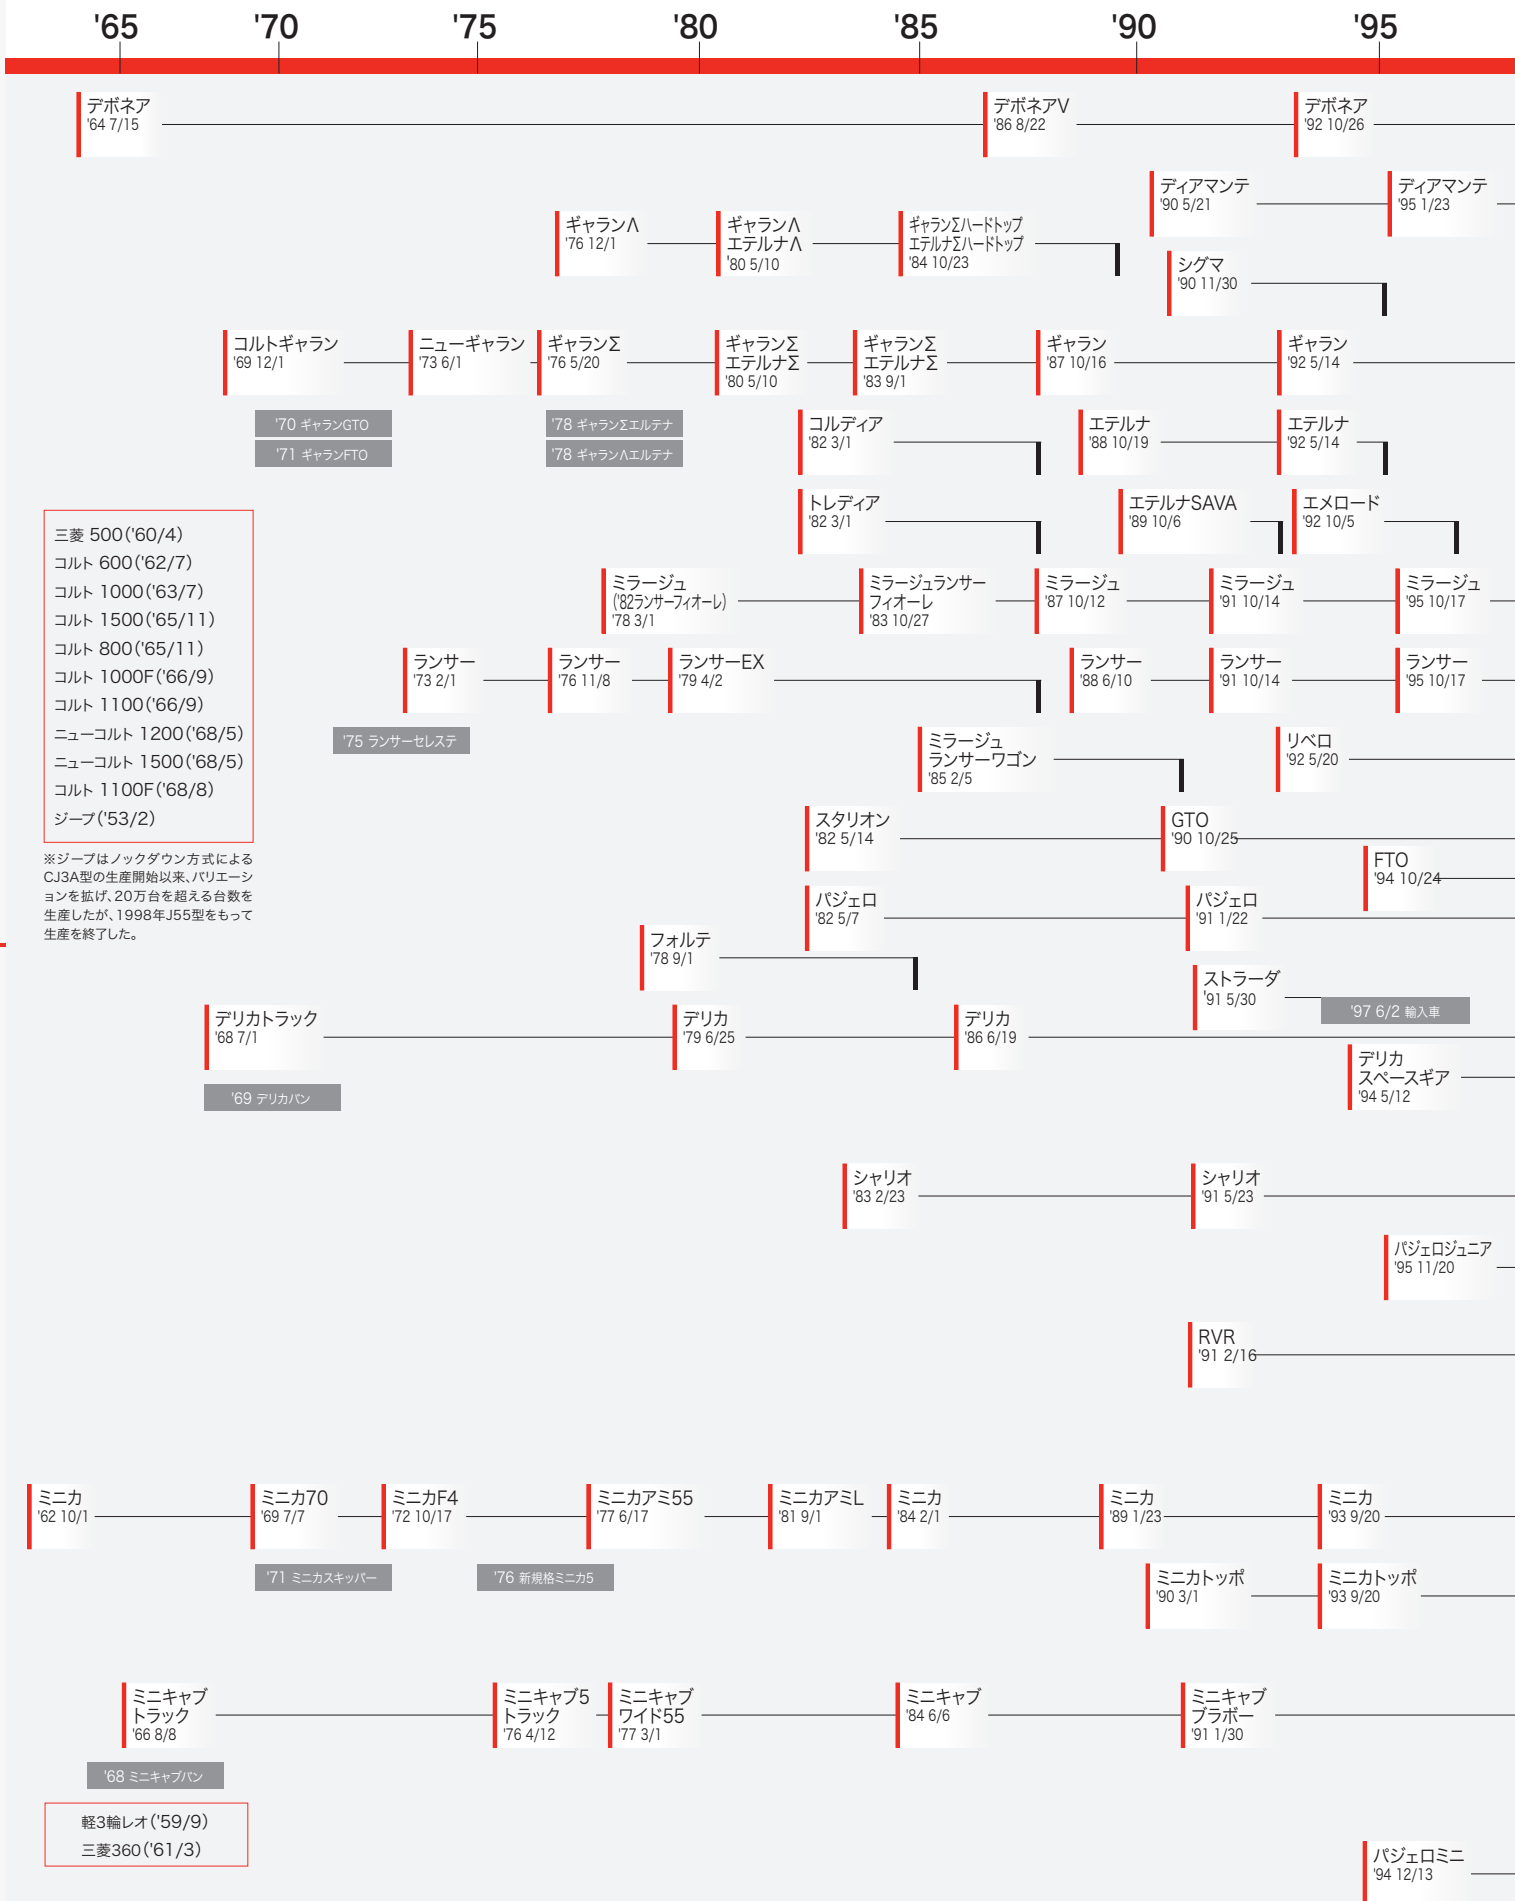 '65 '70 '75 '80 '85 '90 '95
デボネア
'64 7/15
デボネアV
'86 8/22
デボネア
'92 10/26
ディアマンテ
'90 5/21
ディアマンテ
'95 1/23
ギャランΛ
'76 12/1
ギャランΛ
エテルナΛ
'80 5/10
ギャランΣハードトップ
エテルナΣハードトップ
'84 10/23
シグマ
'90 11/30
コルトギャラン
'69 12/1
ニューギャラン
'73 6/1
ギャランΣ
'76 5/20
ギャランΣ
エテルナΣ
'80 5/10
ギャランΣ
エテルナΣ
'83 9/1
ギャラン
'87 10/16
ギャラン
'92 5/14
'70 ギャランGTO
'71 ギャランFTO
'78 ギャランΣエルテナ
'78 ギャランΛエルテナ
コルディア
'82 3/1
エテルナ
'88 10/19
エテルナ
'92 5/14
トレディア
'82 3/1
エテルナSAVA
'89 10/6
エメロード
'92 10/5
三菱 500('60/4)
コルト 600('62/7)
コルト 1000('63/7)
コルト 1500('65/11)
コルト 800('65/11)
コルト 1000F('66/9)
コルト 1100('66/9)
ニューコルト 1200('68/5)
ニューコルト 1500('68/5)
コルト 1100F('68/8)
ジープ('53/2)
※ジープはノックダウン方式による
CJ3A型の生産開始以来、バリエーシ
ョンを拡げ、20万台を超える台数を
生産したが、1998年J55型をもって
生産を終了した。
ミラージュ
('82ランサーフィオーレ)
'78 3/1
ミラージュランサー
フィオーレ
'83 10/27
ミラージュ
'87 10/12
ミラージュ
'91 10/14
ミラージュ
'95 10/17
ランサー
'73 2/1
ランサー
'76 11/8
ランサーEX
'79 4/2
ランサー
'88 6/10
ランサー
'91 10/14
ランサー
'95 10/17
'75 ランサーセレステ
ミラージュ
ランサーワゴン
'85 2/5
リベロ
'92 5/20
スタリオン
'82 5/14
GTO
'90 10/25
FTO
'94 10/24
パジェロ
'82 5/7
パジェロ
'91 1/22
フォルテ
'78 9/1
ストラーダ
'91 5/30
'97 6/2 輸入車
デリカトラック
'68 7/1
デリカ
'79 6/25
デリカ
'86 6/19
デリカ
スペースギア
'94 5/12
'69 デリカバン
シャリオ
'83 2/23
シャリオ
'91 5/23
パジェロジュニア
'95 11/20
RVR
'91 2/16
ミニカ
'62 10/1
ミニカ70
'69 7/7
ミニカF4
'72 10/17
ミニカアミ55
'77 6/17
ミニカアミL
'81 9/1
ミニカ
'84 2/1
ミニカ
'89 1/23
ミニカ
'93 9/20
'71 ミニカスキッパー
'76 新規格ミニカ5
ミニカトッポ
'90 3/1
ミニカトッポ
'93 9/20
ミニキャブ
トラック
'66 8/8
ミニキャブ5
トラック
'76 4/12
ミニキャブ
ワイド55
'77 3/1
ミニキャブ
'84 6/6
ミニキャブ
ブラボー
'91 1/30
'68 ミニキャブバン
軽3輪レオ('59/9)
三菱360('61/3)
パジェロミニ
'94 12/13